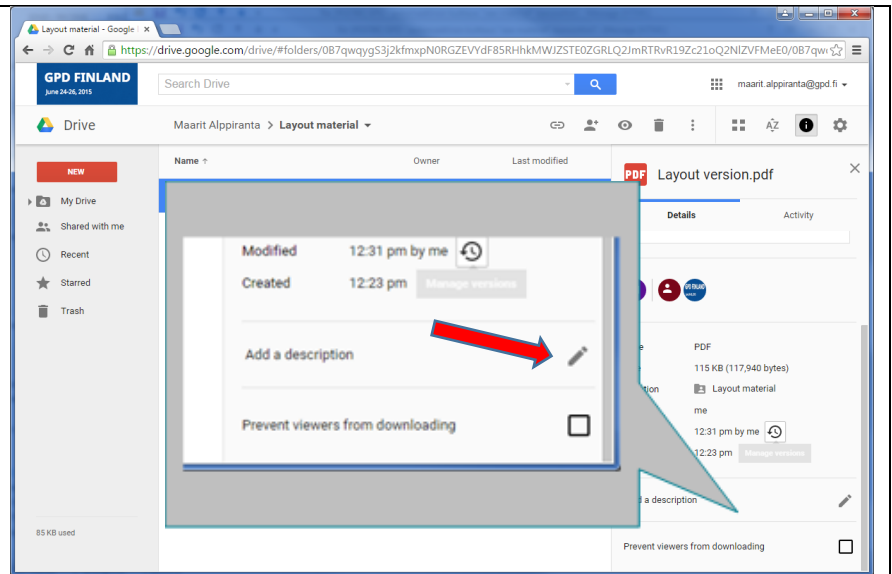 Layout material - Google
https://drive.google.com/drive/#folders/0B7qwqygS3j2kfmxpN0RGZEVYdF85RHhkMWJZSTE0ZGRLQ2JmRTRvR19Zc21oQ2NlZVFMeE0/0B7qw
GPD FINLAND
June 24-26, 2015
Search Drive
maarit.alppiranta@gpd.fi
Drive
Maarit Alppiranta > Layout material
AZ
NEW
My Drive
Shared with me
Recent
Starred
Trash
85 KB used
Name ↑ Owner Last modified
Modified 12:31 pm by me
Created 12:23 pm Manage versions
Add a description
Prevent viewers from downloading
PDF Layout version.pdf
Details Activity
PDF
115 KB (117,940 bytes)
Layout material
me
12:31 pm by me
12:23 pm Manage versions
a description
Prevent viewers from downloading